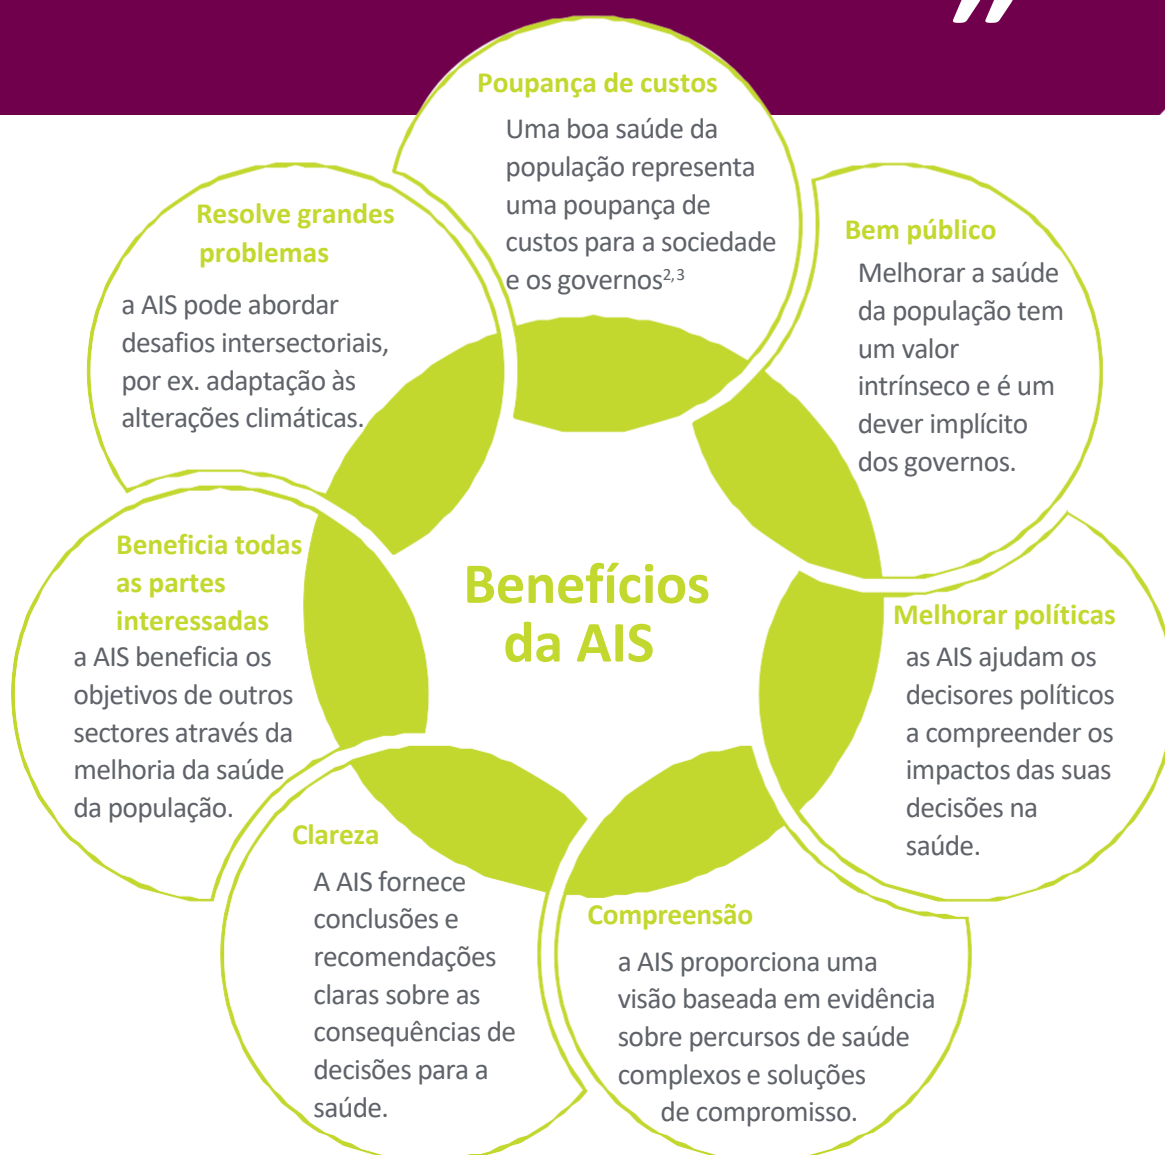 ”
Poupança de custos
Uma boa saúde da
população representa
uma poupança de
custos para a sociedade
e os governos2,3
Bem público
Melhorar a saúde
da população tem
um valor
intrínseco e é um
dever implícito
dos governos.
Melhorar políticas
as AIS ajudam os
decisores políticos
a compreender os
impactos das suas
decisões na
saúde.
Compreensão
a AIS proporciona uma
visão baseada em evidência
sobre percursos de saúde
complexos e soluções
de compromisso.
Clareza
A AIS fornece
conclusões e
recomendações
claras sobre as
consequências de
decisões para a
saúde.
Beneficia todas
as partes
interessadas
a AIS beneficia os
objetivos de outros
sectores através da
melhoria da saúde
da população.
Resolve grandes
problemas
a AIS pode abordar
desafios intersectoriais,
por ex. adaptação às
alterações climáticas.
Benefícios
da AIS